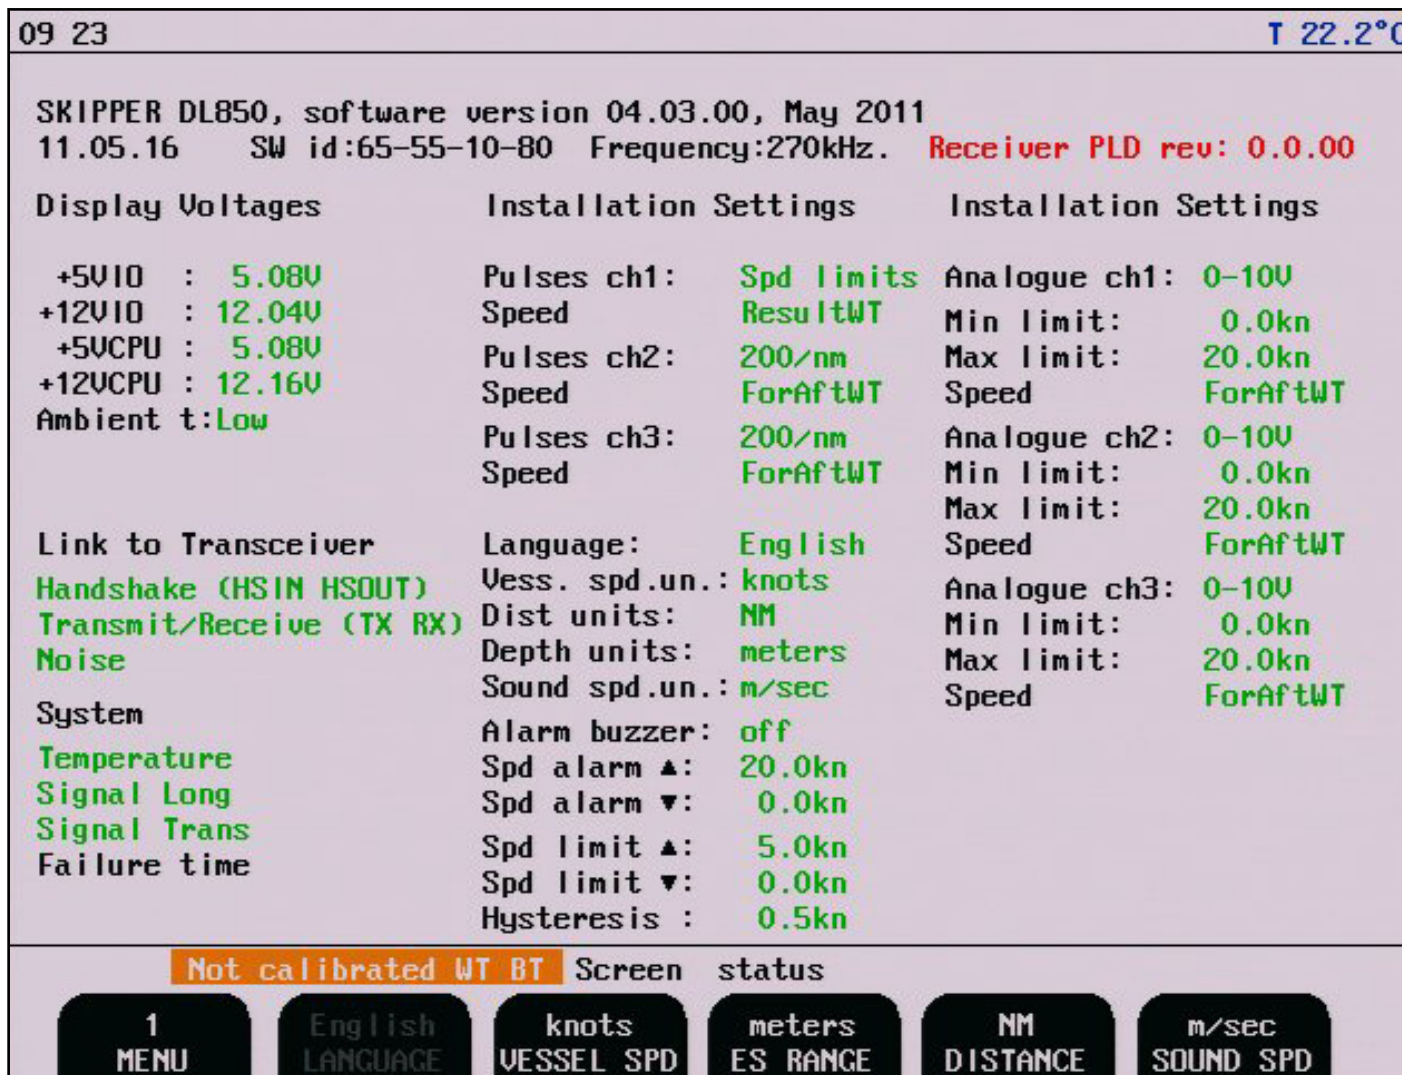 09 23
T 22.2°C
SKIPPER DL850, software version 04.03.00, May 2011
11.05.16 SW id:65-55-10-80 Frequency:270kHz. Receiver PLD rev: 0.0.00
Display Voltages
+5VIO : 5.08V
+12VIO : 12.04V
+5VCPU : 5.08V
+12VCPU : 12.16V
Ambient t:Low
Link to Transceiver
Handshake (HSIN HSOUT)
Transmit/Receive (TX RX)
Noise
System
Temperature
Signal Long
Signal Trans
Failure time
Installation Settings
Pulses ch1: Spd limits
Speed ResultWT
Pulses ch2: 200/nm
Speed ForAftWT
Pulses ch3: 200/nm
Speed ForAftWT
Language: English
Vess. spd.un.: knots
Dist units: NM
Depth units: meters
Sound spd.un.: m/sec
Alarm buzzer: off
Spd alarm ▲: 20.0kn
Spd alarm ▼: 0.0kn
Spd limit ▲: 5.0kn
Spd limit ▼: 0.0kn
Hysteresis : 0.5kn
Installation Settings
Analogue ch1: 0-10V
Min limit: 0.0kn
Max limit: 20.0kn
Speed ForAftWT
Analogue ch2: 0-10V
Min limit: 0.0kn
Max limit: 20.0kn
Speed ForAftWT
Analogue ch3: 0-10V
Min limit: 0.0kn
Max limit: 20.0kn
Speed ForAftWT
Not calibrated WT BT Screen status
1
MENU
English
LANGUAGE
knots
VESSEL SPD
meters
ES RANGE
NM
DISTANCE
m/sec
SOUND SPD